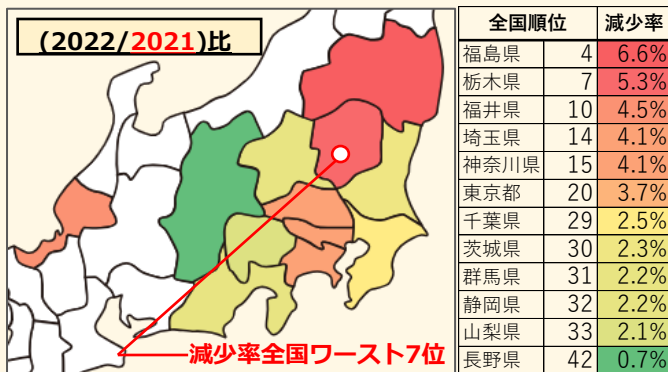 (2022/2021)比
減少率全国ワースト7位
全国順位 減少率
福島県 4 6.6%
栃木県 7 5.3%
福井県 10 4.5%
埼玉県 14 4.1%
神奈川県 15 4.1%
東京都 20 3.7%
千葉県 29 2.5%
茨城県 30 2.3%
群馬県 31 2.2%
静岡県 32 2.2%
山梨県 33 2.1%
長野県 42 0.7%